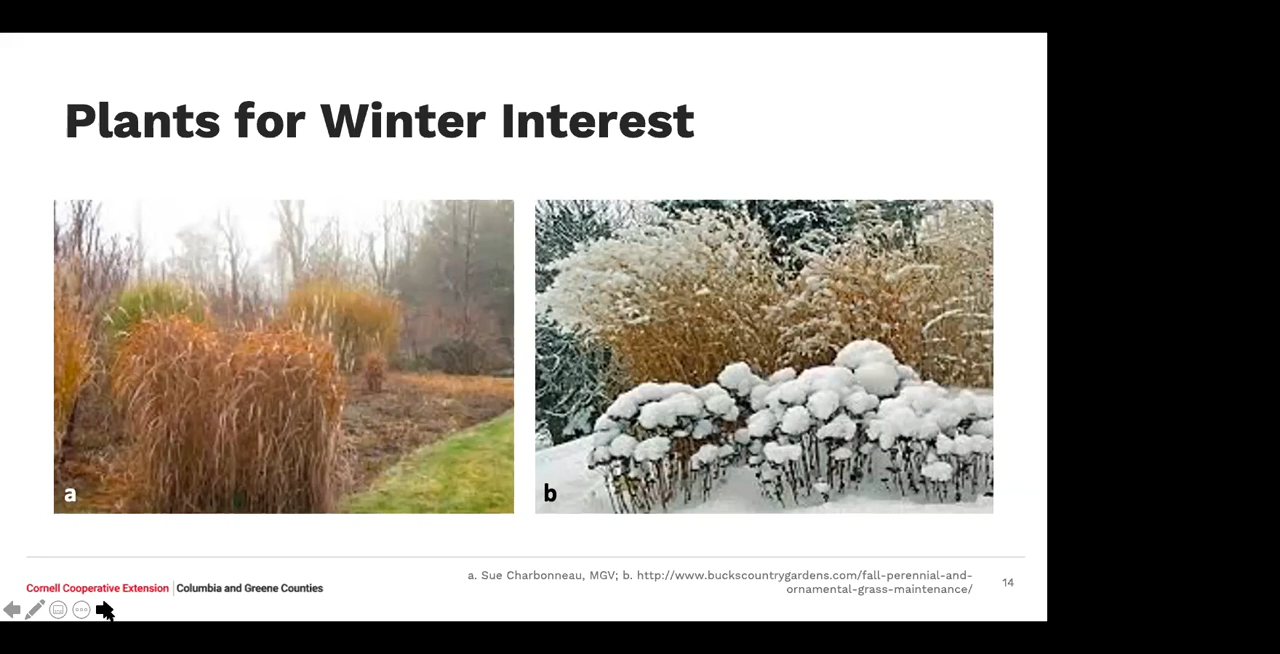 Plants for Winter Interest
a
b
a. Sue Charbonneau, MGV; b. http://www.buckscountrygardens.com/fall-perennial-and-
ornamental-grass-maintenance/
14
Cornell Cooperative Extension | Columbia and Greene Counties